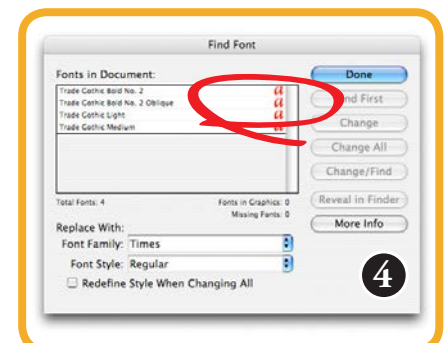 Find Font
Fonts in Document:
Trade Gothic Bold No. 2
Trade Gothic Bold No. 2 Oblique
Trade Gothic Light
Trade Gothic Medium
a
a
a
a
Total Fonts: 4
Fonts in Graphics: 0
Missing Fonts: 0
Replace With:
Font Family: Times
Font Style: Regular
Redefine Style When Changing All
Done
Find First
Change
Change All
Change/Find
Reveal in Finder
More Info
4